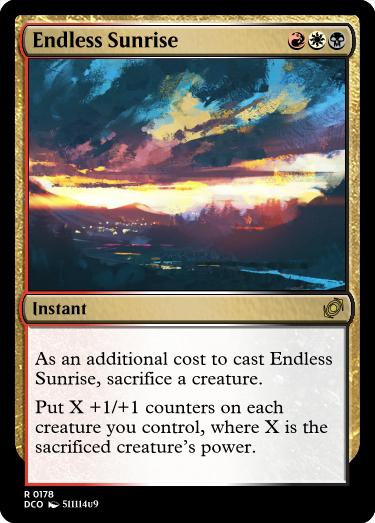 Endless Sunrise
Instant
As an additional cost to cast Endless
Sunrise, sacrifice a creature.
Put X +1/+1 counters on each
creature you control, where X is the
sacrificed creature's power.
R 0178
DCO 511114v9